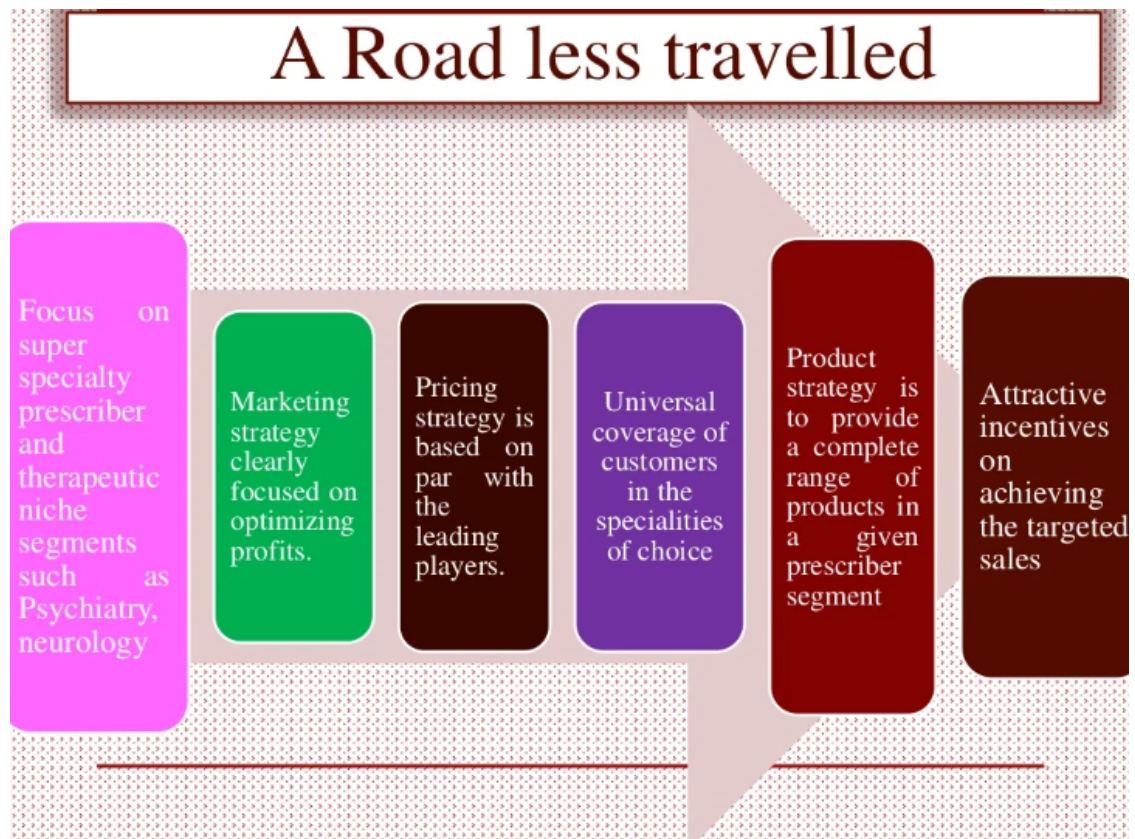 A Road less travelled
Focus on
super
specialty
prescriber
and
therapeutic
niche
segments
such as
Psychiatry,
neurology
Marketing
strategy
clearly
focused on
optimizing
profits.
Pricing
strategy is
based on
par with
the
leading
players.
Universal
coverage of
customers
in the
specialities
of choice
Product
strategy is
to provide
a complete
range of
products in
a given
prescriber
segment
Attractive
incentives
on
achieving
the targeted
sales